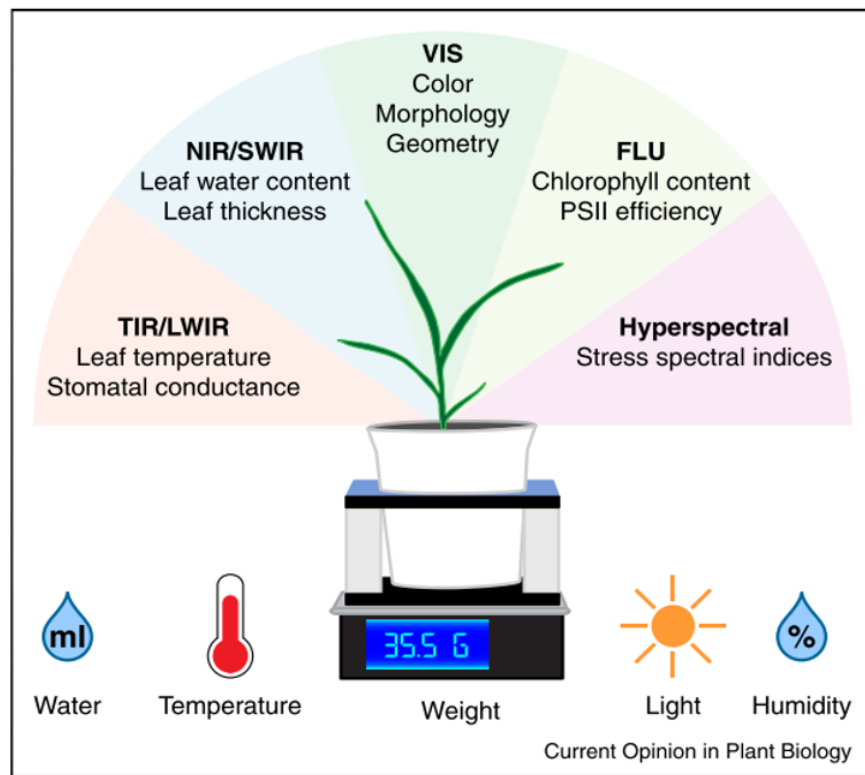 VIS
Color
Morphology
Geometry
NIR/SWIR
Leaf water content
Leaf thickness
FLU
Chlorophyll content
PSII efficiency
TIR/LWIR
Leaf temperature
Stomatal conductance
Hyperspectral
Stress spectral indices
ml
35.5 G
%
Water
Temperature
Weight
Light
Humidity
Current Opinion in Plant Biology